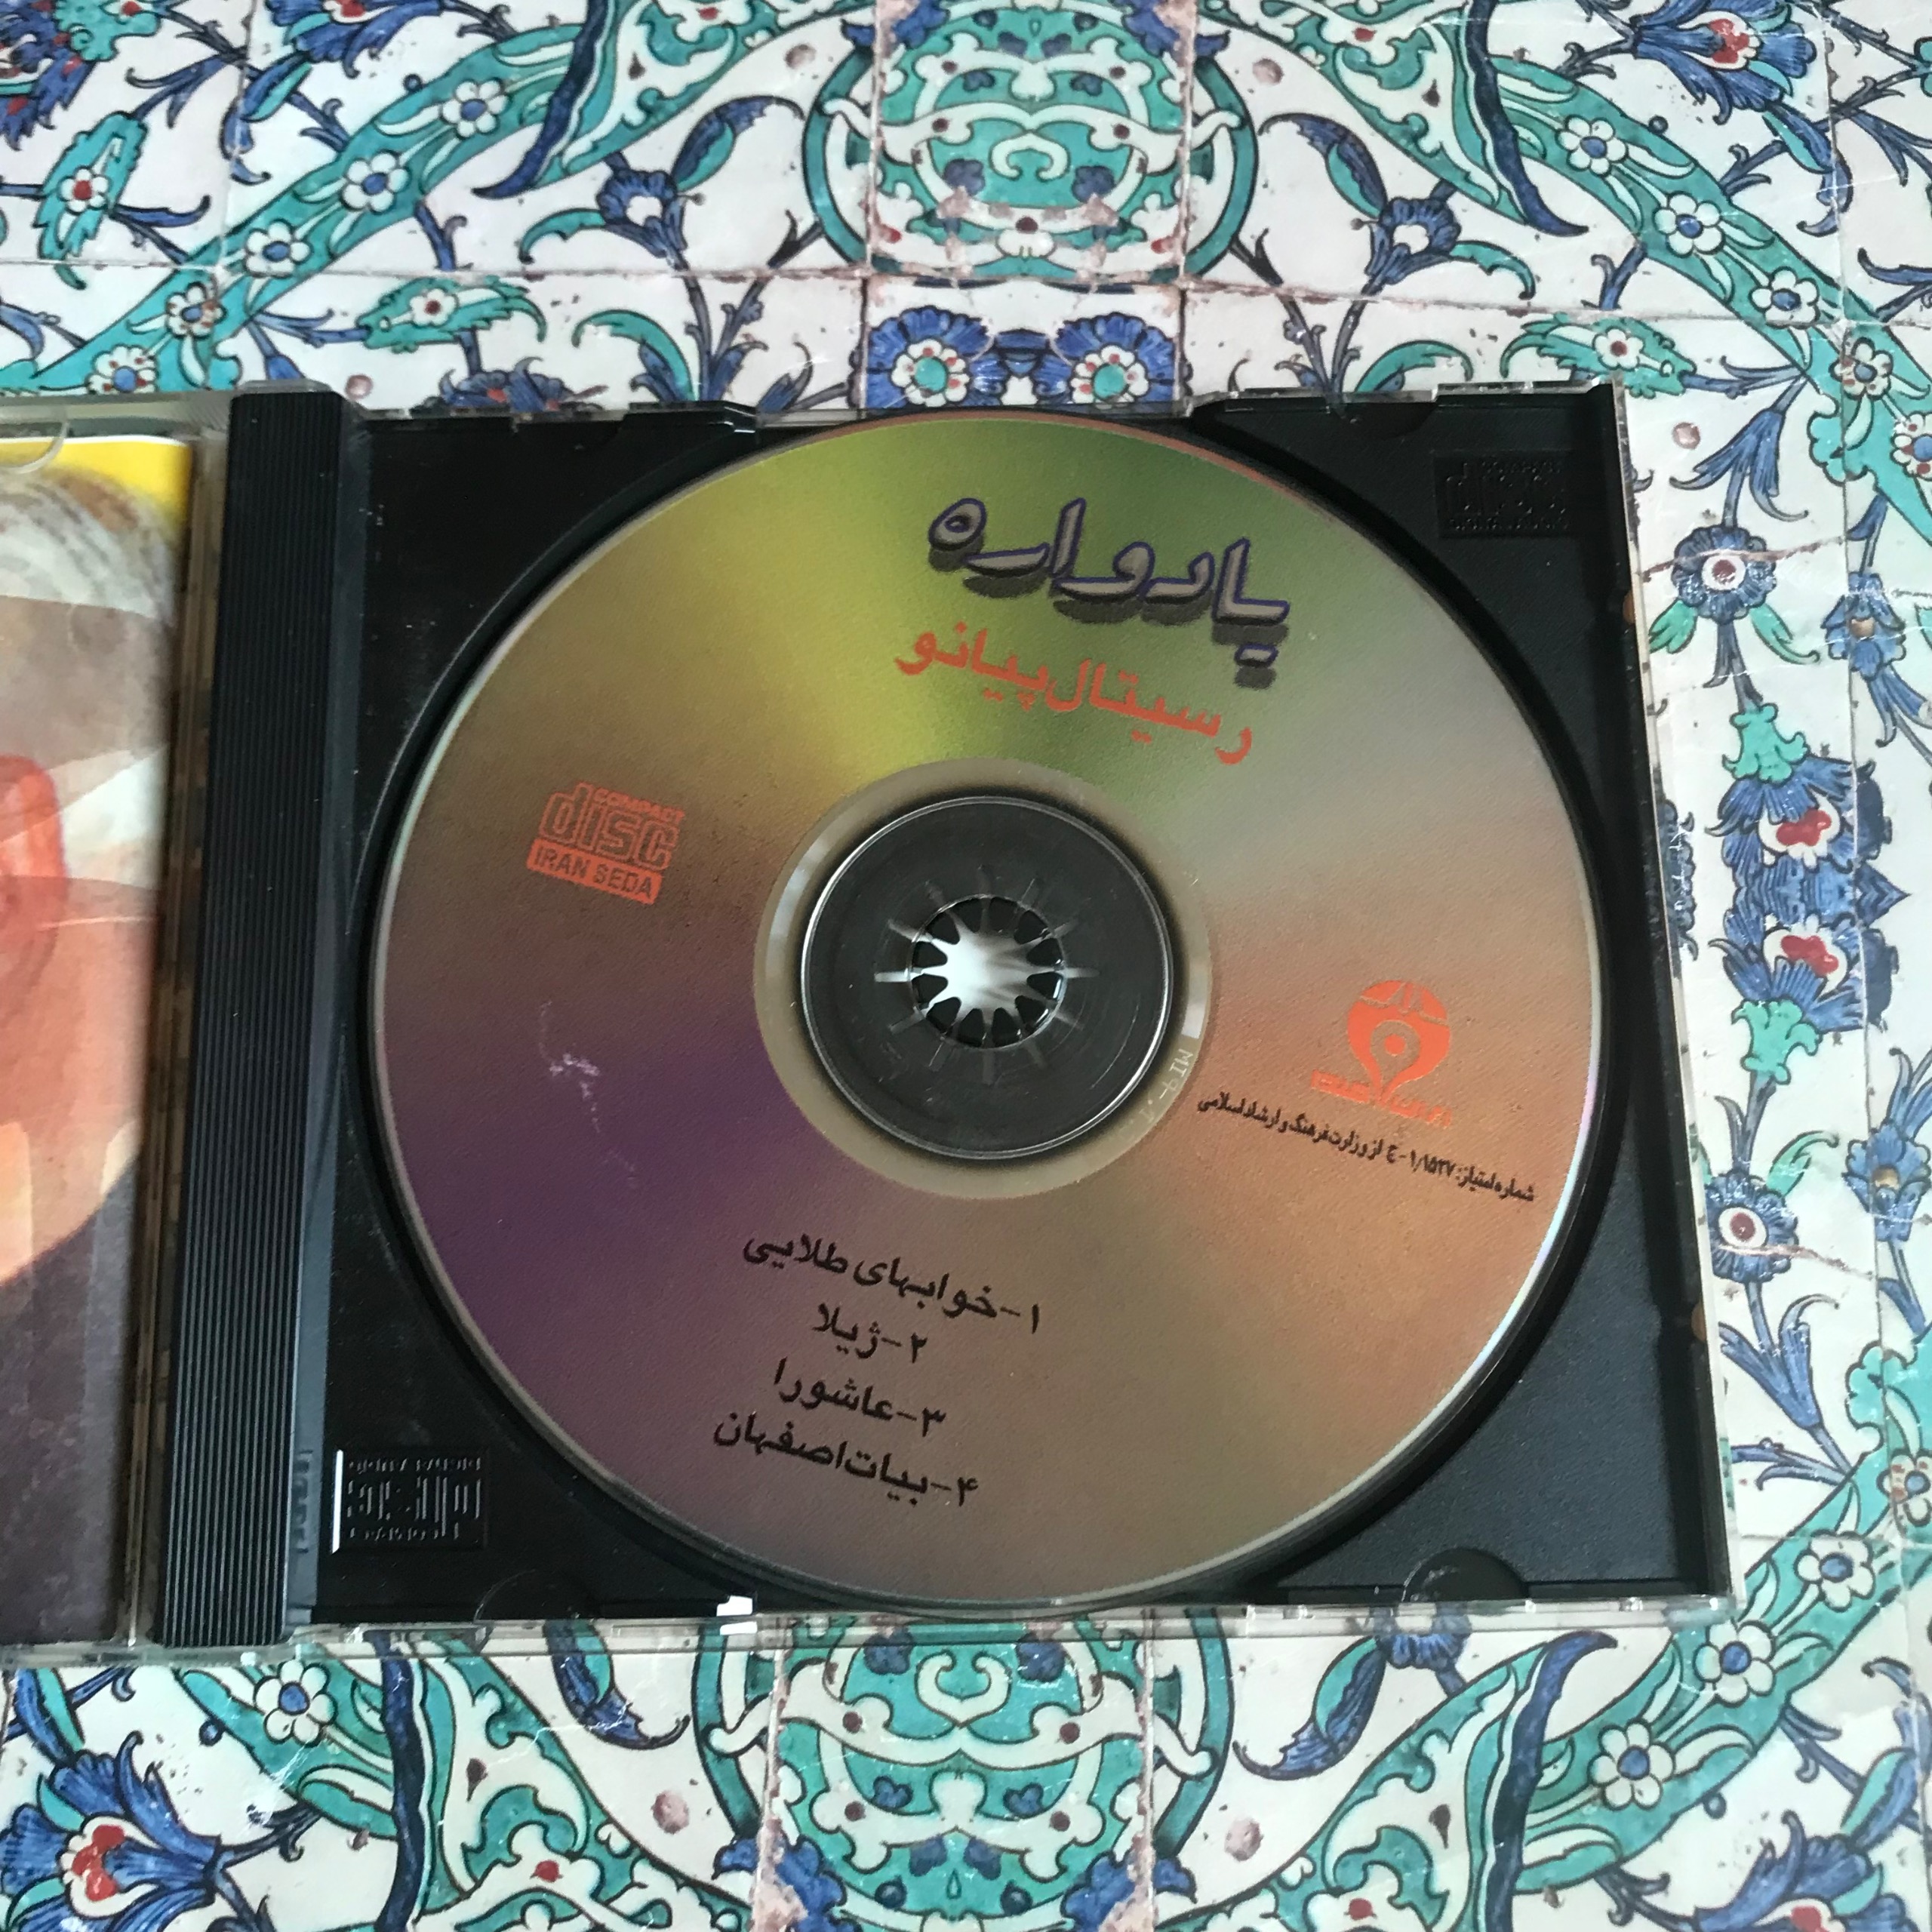 یادواره
رسیتال پیانو
COMPACT
disc
IRAN SEDA
شماره امتیاز: ۱/۱۵۲۷-ج از وزارت فرهنگ و ارشاد اسلامی
۱-خوابهای طلایی
۲-ژیلا
۳-عاشورا
۴-بیات اصفهان